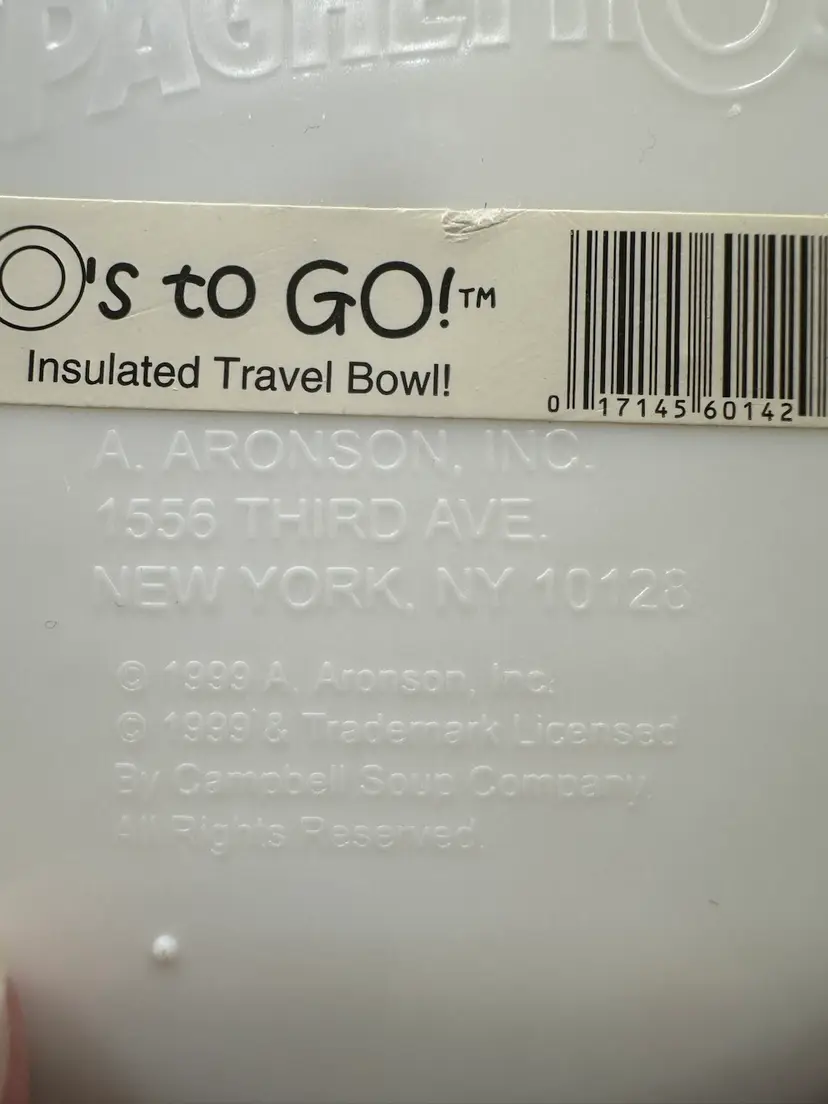 PAGHETTIO
O's to GO!™
Insulated Travel Bowl!
0 17145 60142
A. ARONSON, INC.
1556 THIRD AVE.
NEW YORK, NY 10128
© 1999 A. Aronson, Inc.
© 1999 & Trademark Licensed
By Campbell Soup Company.
All Rights Reserved.